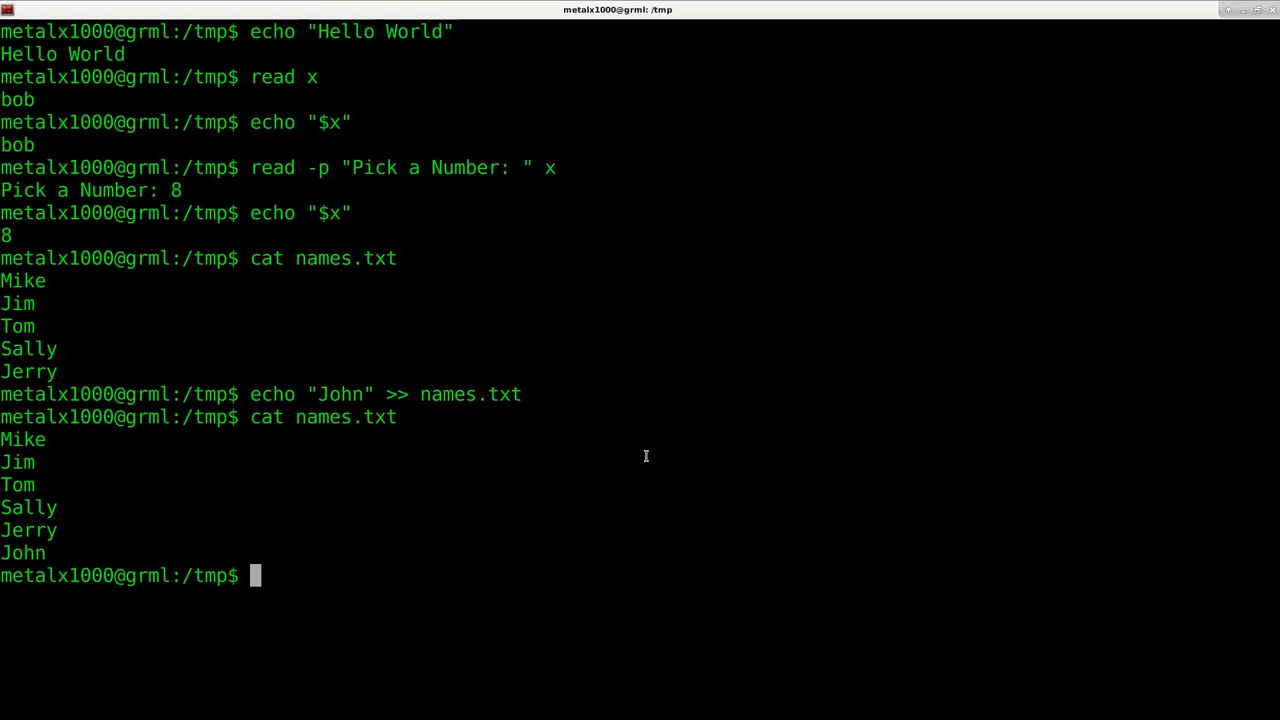 metalx1000@grml: /tmp
metalx1000@grml:/tmp$ echo "Hello World"
Hello World
metalx1000@grml:/tmp$ read x
bob
metalx1000@grml:/tmp$ echo "$x"
bob
metalx1000@grml:/tmp$ read -p "Pick a Number: " x
Pick a Number: 8
metalx1000@grml:/tmp$ echo "$x"
8
metalx1000@grml:/tmp$ cat names.txt
Mike
Jim
Tom
Sally
Jerry
metalx1000@grml:/tmp$ echo "John" >> names.txt
metalx1000@grml:/tmp$ cat names.txt
Mike
Jim
Tom
Sally
Jerry
John
metalx1000@grml:/tmp$